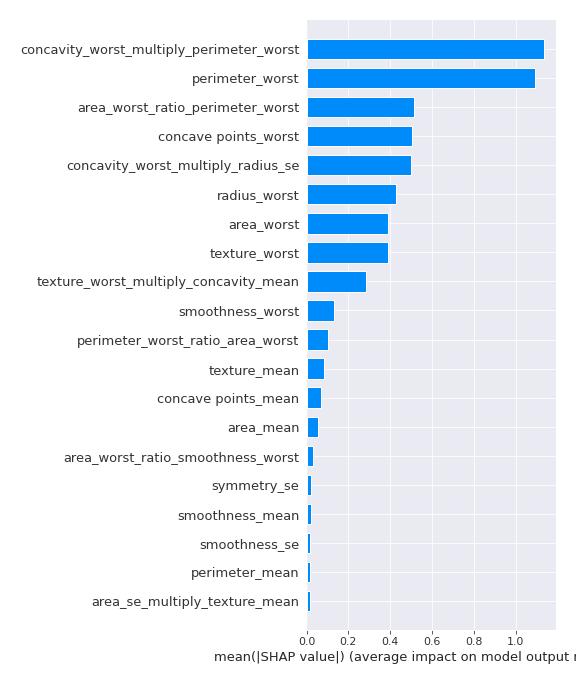 concavity_worst_multiply_perimeter_worst
perimeter_worst
area_worst_ratio_perimeter_worst
concave points_worst
concavity_worst_multiply_radius_se
radius_worst
area_worst
texture_worst
texture_worst_multiply_concavity_mean
smoothness_worst
perimeter_worst_ratio_area_worst
texture_mean
concave points_mean
area_mean
area_worst_ratio_smoothness_worst
symmetry_se
smoothness_mean
smoothness_se
perimeter_mean
area_se_multiply_texture_mean
0.0 0.2 0.4 0.6 0.8 1.0
mean(|SHAP value|) (average impact on model output